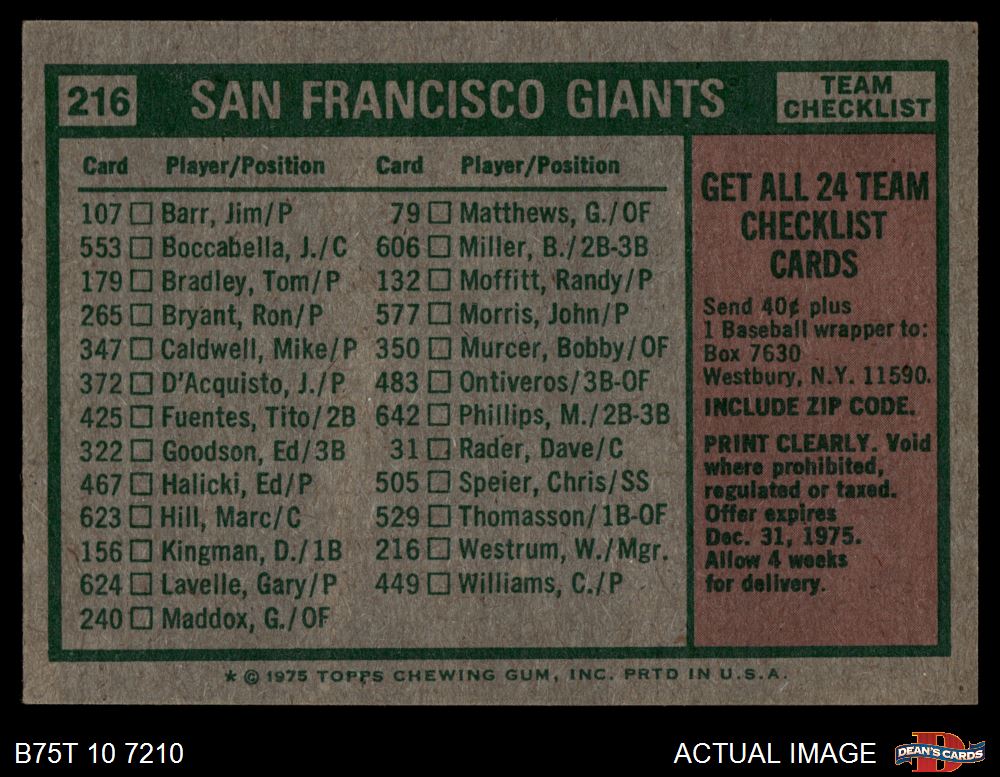 216 SAN FRANCISCO GIANTS TEAM CHECKLIST
Card Player/Position Card Player/Position
107 Barr, Jim/P
553 Boccabella, J./C
179 Bradley, Tom/P
265 Bryant, Ron/P
347 Caldwell, Mike/P
372 D'Acquisto, J./P
425 Fuentes, Tito/2B
322 Goodson, Ed/3B
467 Halicki, Ed/P
623 Hill, Marc/C
156 Kingman, D./1B
624 Lavelle, Gary/P
240 Maddox, G./OF
79 Matthews, G./OF
606 Miller, B./2B-3B
132 Moffitt, Randy/P
577 Morris, John/P
350 Murcer, Bobby/OF
483 Ontiveros/3B-OF
642 Phillips, M./2B-3B
31 Rader, Dave/C
505 Speier, Chris/SS
529 Thomasson/1B-OF
216 Westrum, W./Mgr.
449 Williams, C./P
GET ALL 24 TEAM
CHECKLIST
CARDS
Send 40¢ plus
1 Baseball wrapper to:
Box 7630
Westbury, N.Y. 11590.
INCLUDE ZIP CODE.
PRINT CLEARLY. Void
where prohibited,
regulated or taxed.
Offer expires
Dec. 31, 1975.
Allow 4 weeks
for delivery.
* © 1975 TOPPS CHEWING GUM, INC. PRTD IN U.S.A.
B75T 10 7210
ACTUAL IMAGE
D
DEAN'S CARDS